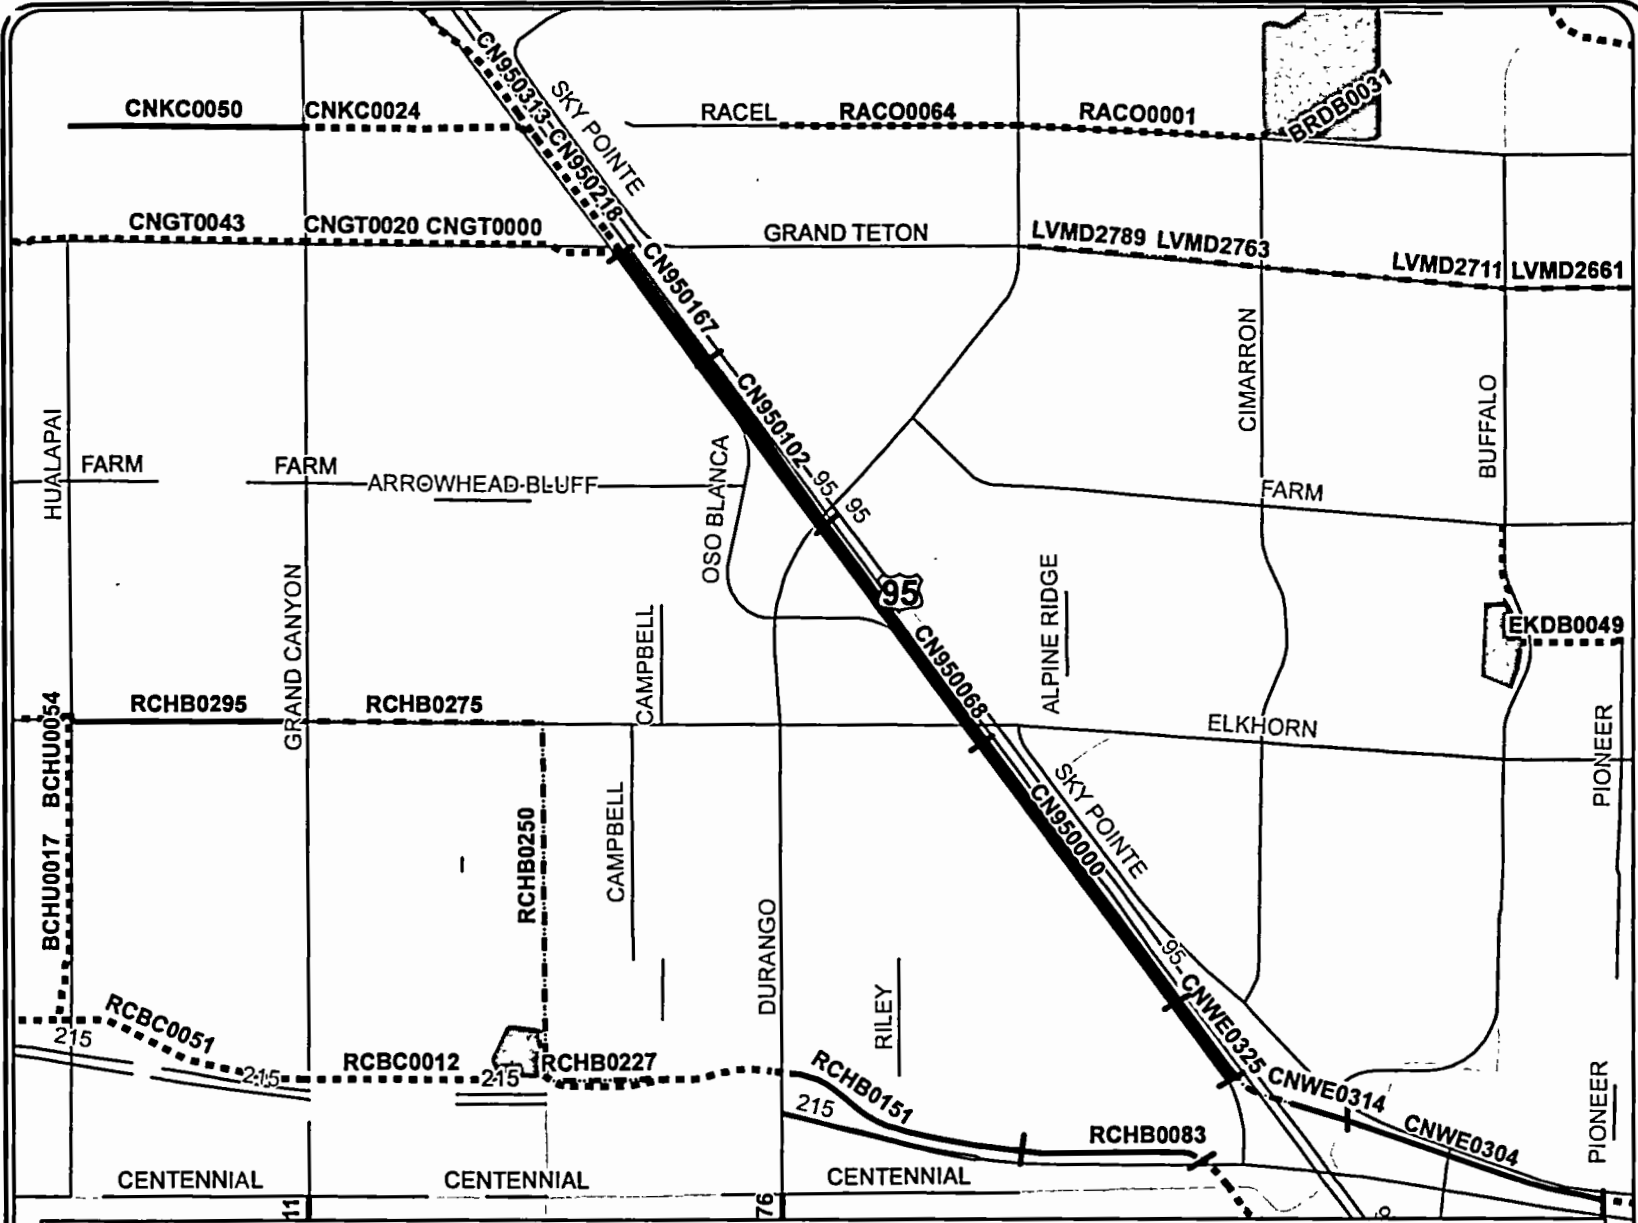 CN950313
SKY POINTE
CNKC0050
CNKC0024
RACEL
RACO0064
RACO0001
BRDB0031
CN950218
CNGT0043
CNGT0020
CNGT0000
GRAND TETON
LVMD2789
LVMD2763
LVMD2711
LVMD2661
CN950167
CIMARRON
BUFFALO
CN950102
HUALAPAI
FARM
FARM
ARROWHEAD BLUFF
OSO BLANCA
95
95
FARM
95
GRAND CANYON
CAMPBELL
ALPINE RIDGE
EKDB0049
CN950068
BCHU0054
RCHB0295
RCHB0275
ELKHORN
PIONEER
SKY POINTE
CN950000
BCHU0017
RCHB0250
CAMPBELL
DURANGO
RILEY
95
CNWE0325
RCBC0051
215
215
RCBC0012
215
RCHB0227
RCHB0151
215
RCHB0083
CNWE0314
CNWE0304
PIONEER
CENTENNIAL
CENTENNIAL
CENTENNIAL
11
76